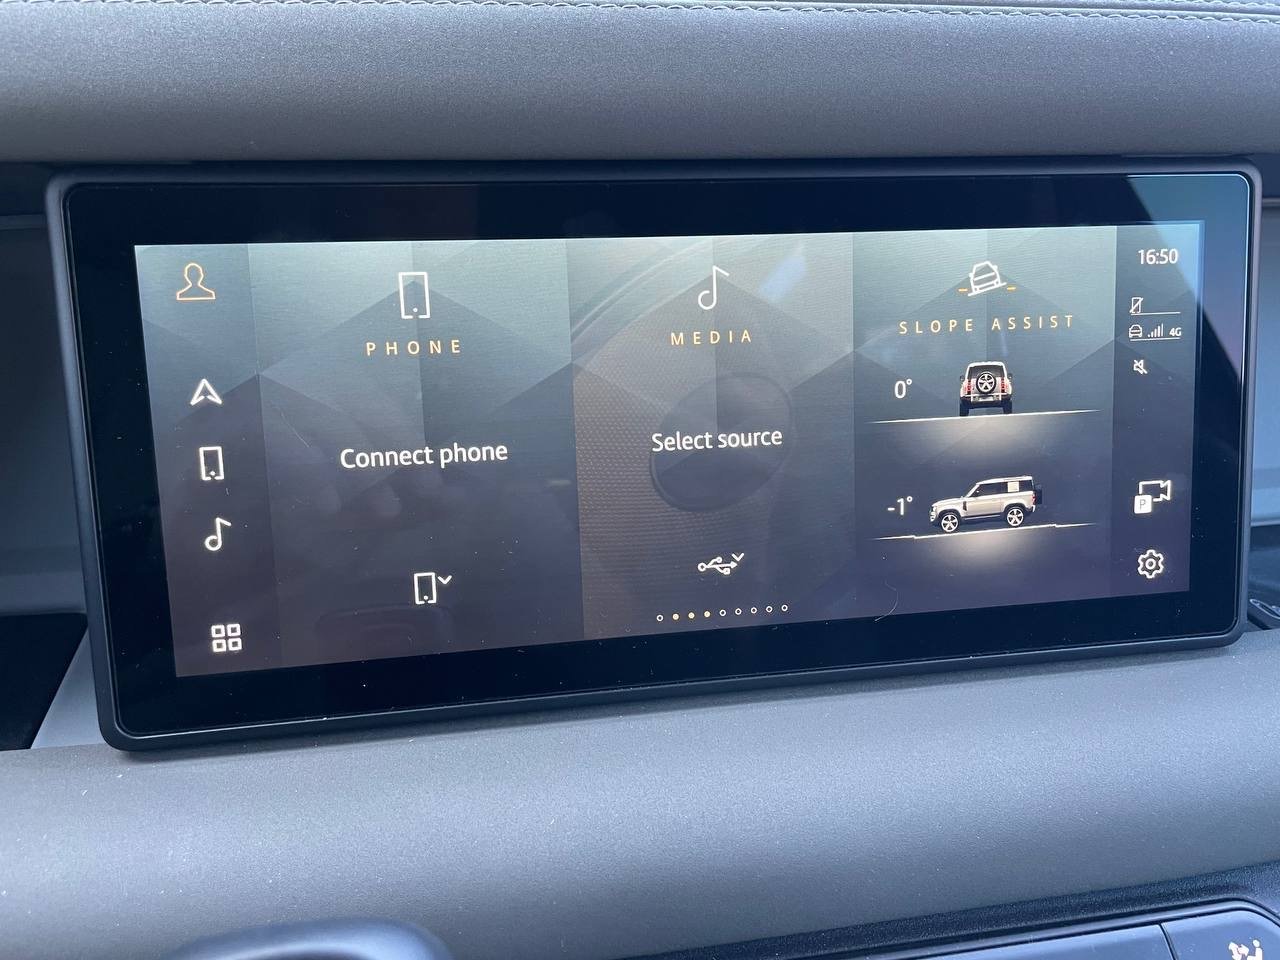 16:50
PHONE
MEDIA
SLOPE ASSIST
4G
0°
Connect phone
Select source
-1°
P